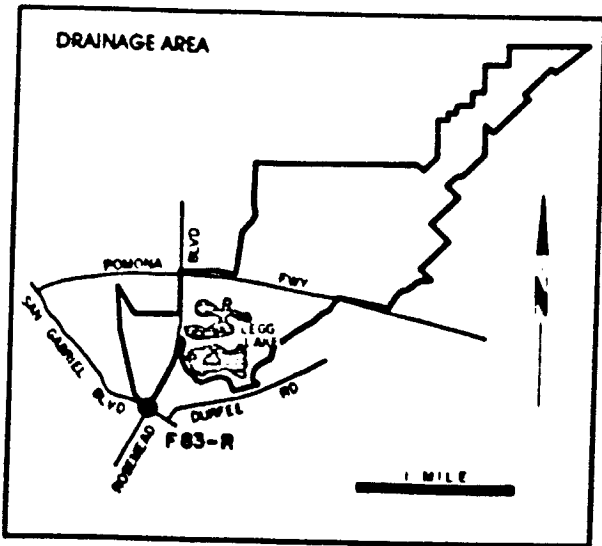 DRAINAGE AREA
BLVD
POMONA
FWY
SAN GABRIEL
BLVD
LEGG
LAKE
DURFEE RD
ROSEMEAD
F83-R
N
1 MILE